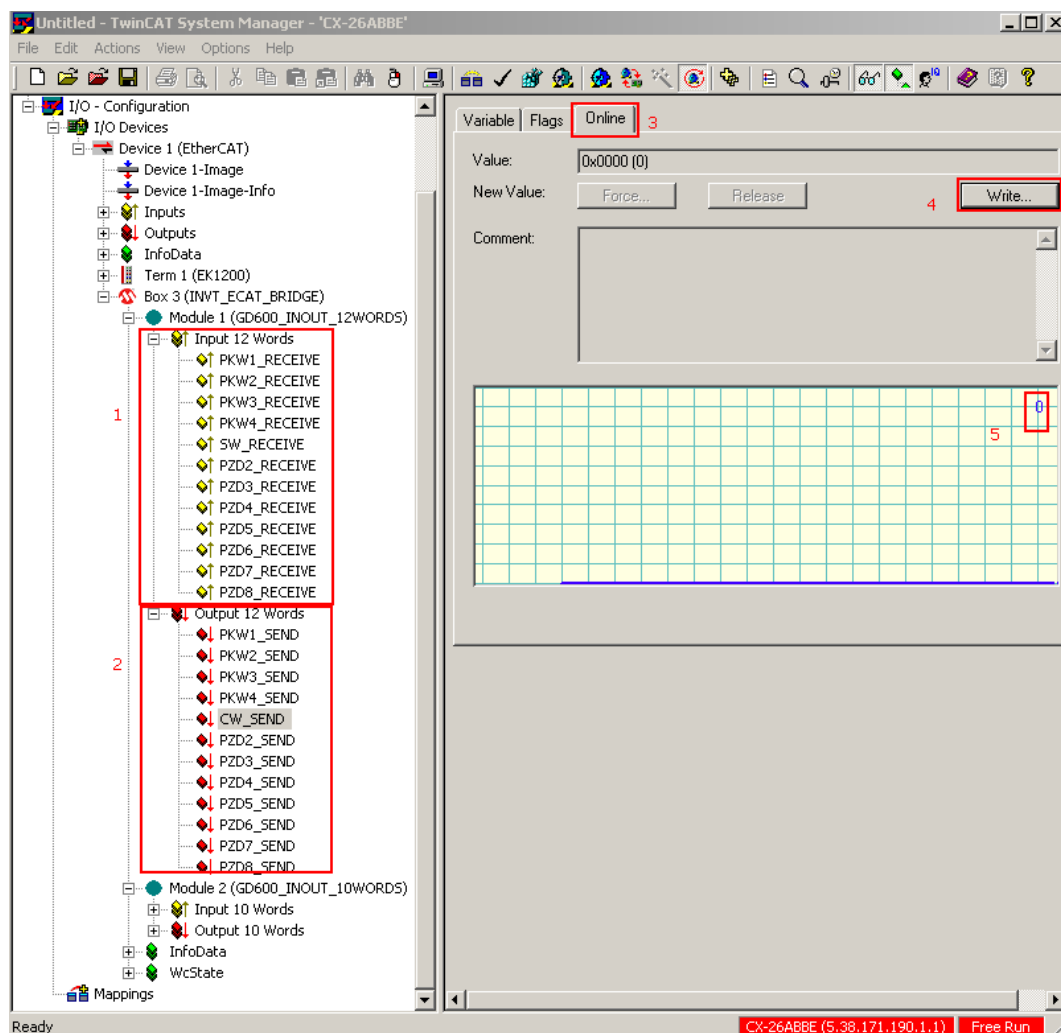 Untitled - TwinCAT System Manager - 'CX-26ABBE'
File Edit Actions View Options Help
I/O - Configuration
I/O Devices
Device 1 (EtherCAT)
Device 1-Image
Device 1-Image-Info
Inputs
Outputs
InfoData
Term 1 (EK1200)
Box 3 (INVT_ECAT_BRIDGE)
Module 1 (GD600_INOUT_12WORDS)
1
Input 12 Words
PKW1_RECEIVE
PKW2_RECEIVE
PKW3_RECEIVE
PKW4_RECEIVE
SW_RECEIVE
PZD2_RECEIVE
PZD3_RECEIVE
PZD4_RECEIVE
PZD5_RECEIVE
PZD6_RECEIVE
PZD7_RECEIVE
PZD8_RECEIVE
2
Output 12 Words
PKW1_SEND
PKW2_SEND
PKW3_SEND
PKW4_SEND
CW_SEND
PZD2_SEND
PZD3_SEND
PZD4_SEND
PZD5_SEND
PZD6_SEND
PZD7_SEND
PZD8_SEND
Module 2 (GD600_INOUT_10WORDS)
Input 10 Words
Output 10 Words
InfoData
WcState
Mappings
Variable Flags Online 3
Value: 0x0000 (0)
New Value: Force... Release 4 Write...
Comment:
0
5
Ready CX-26ABBE (5.38.171.190.1.1) Free Run